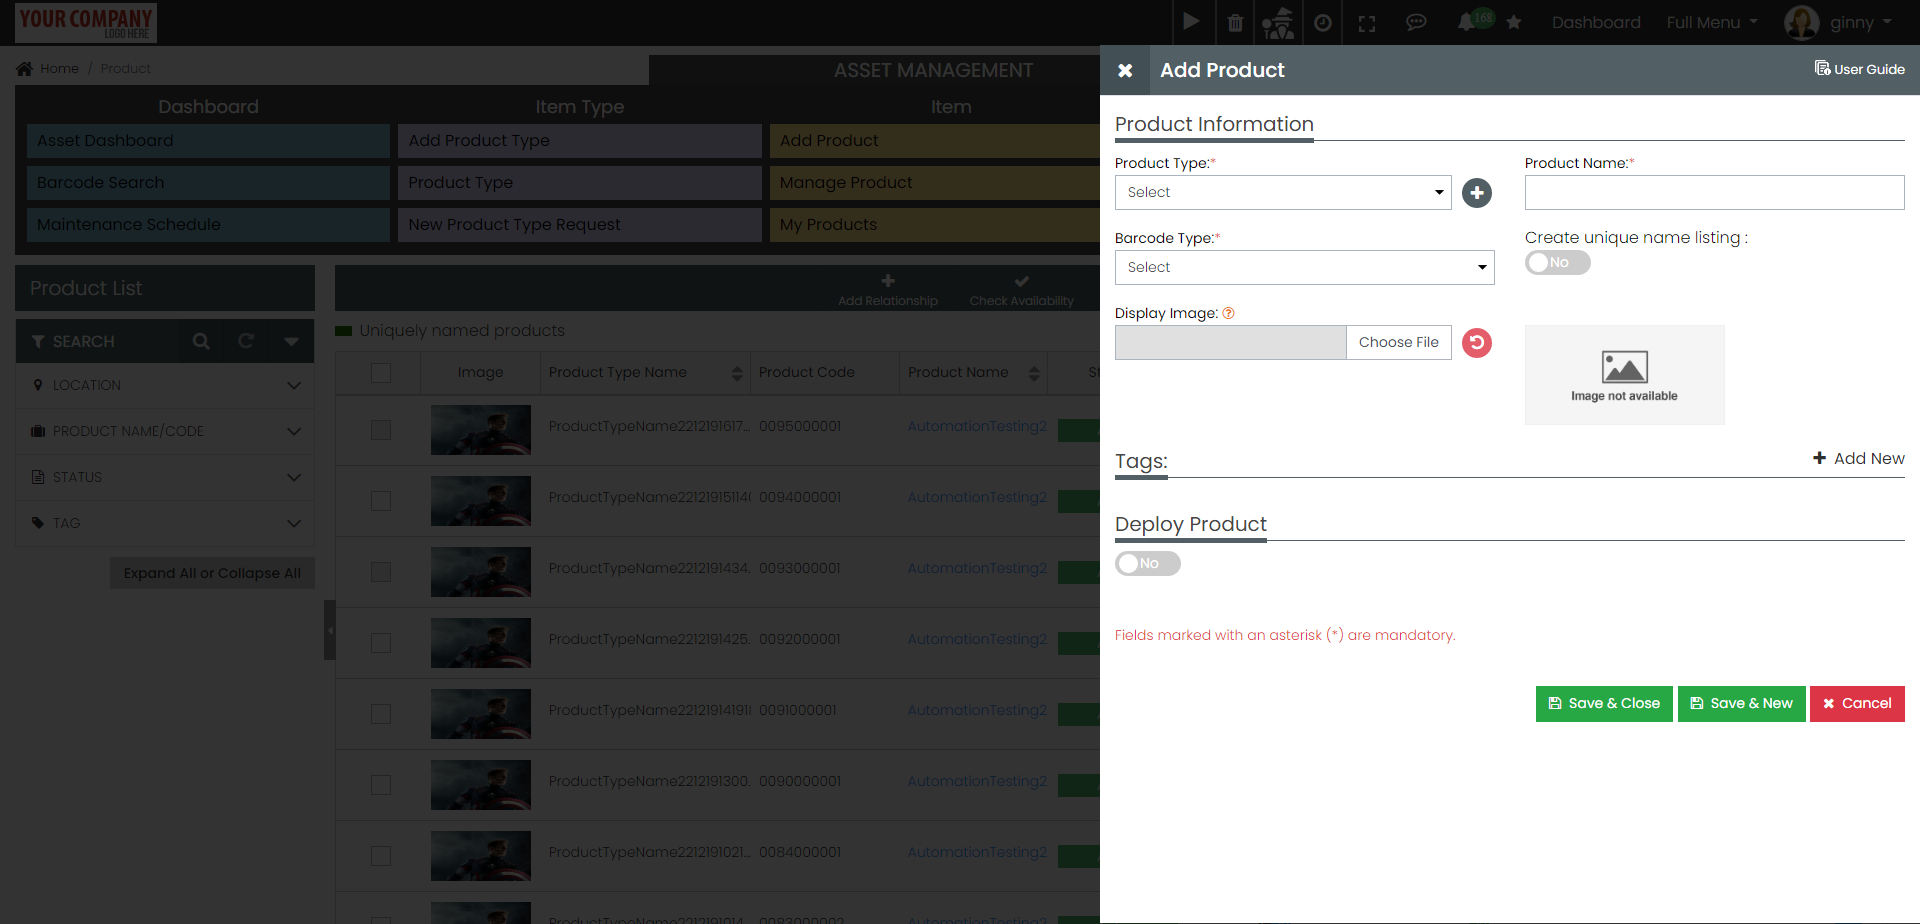 YOUR COMPANY
LOGO HERE
168
Dashboard
Full Menu
ginny
Home / Product
ASSET MANAGEMENT
Dashboard
Item Type
Item
Asset Dashboard
Add Product Type
Add Product
Barcode Search
Product Type
Manage Product
Maintenance Schedule
New Product Type Request
My Products
Product List
Add Relationship
Check Availability
SEARCH
LOCATION
PRODUCT NAME/CODE
STATUS
TAG
Expand All or Collapse All
Uniquely named products
Image
Product Type Name
Product Code
Product Name
ProductTypeName2212191617... 0095000001 AutomationTesting2
ProductTypeName2212191511 0094000001 AutomationTesting2
ProductTypeName2212191434. 0093000001 AutomationTesting2
ProductTypeName2212191425. 0092000001 AutomationTesting2
ProductTypeName221219141918 0091000001 AutomationTesting2
ProductTypeName2212191300. 0090000001 AutomationTesting2
ProductTypeName2212191021... 0084000001 AutomationTesting2
Add Product
User Guide
Product Information
Product Type:*
Select
Product Name:*
Barcode Type:*
Select
Create unique name listing :
No
Display Image:
Choose File
Image not available
Tags:
Add New
Deploy Product
No
Fields marked with an asterisk (*) are mandatory.
Save & Close
Save & New
Cancel